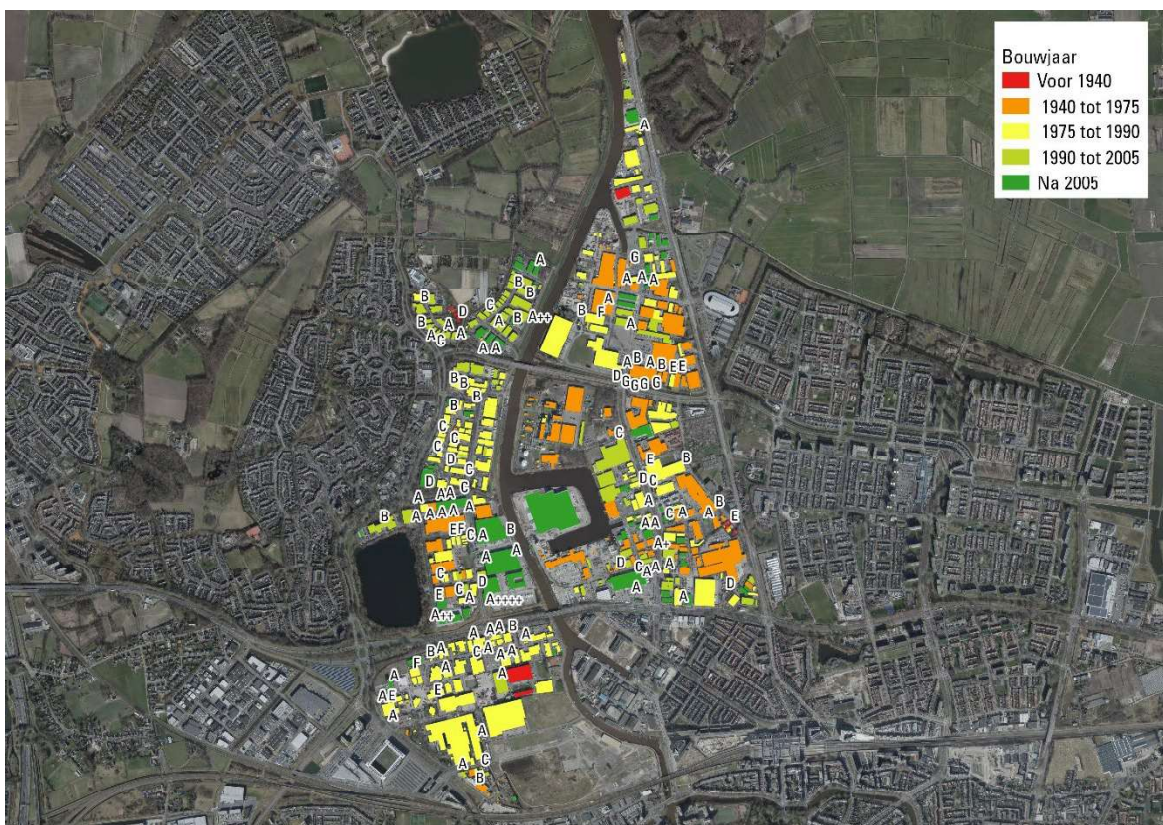 Bouwjaar
Voor 1940
1940 tot 1975
1975 tot 1990
1990 tot 2005
Na 2005
A
G
A A A
A
B F
A
A B A B
E E
D
G G G G
A
B B
C B
A B A++
A A
B
D
B A A
A C
B B B
B
C C
C
D
C
D C
A A A
A A A A A
B
E F C A B
A A
C
E C D
A
A++ A++++
C
E B
D C
A
C A A B E
A A
A+
D
C A A A
A
A
D
A A A B
B A C A A A
A
F A
A E
E
A
A
A
A C
B